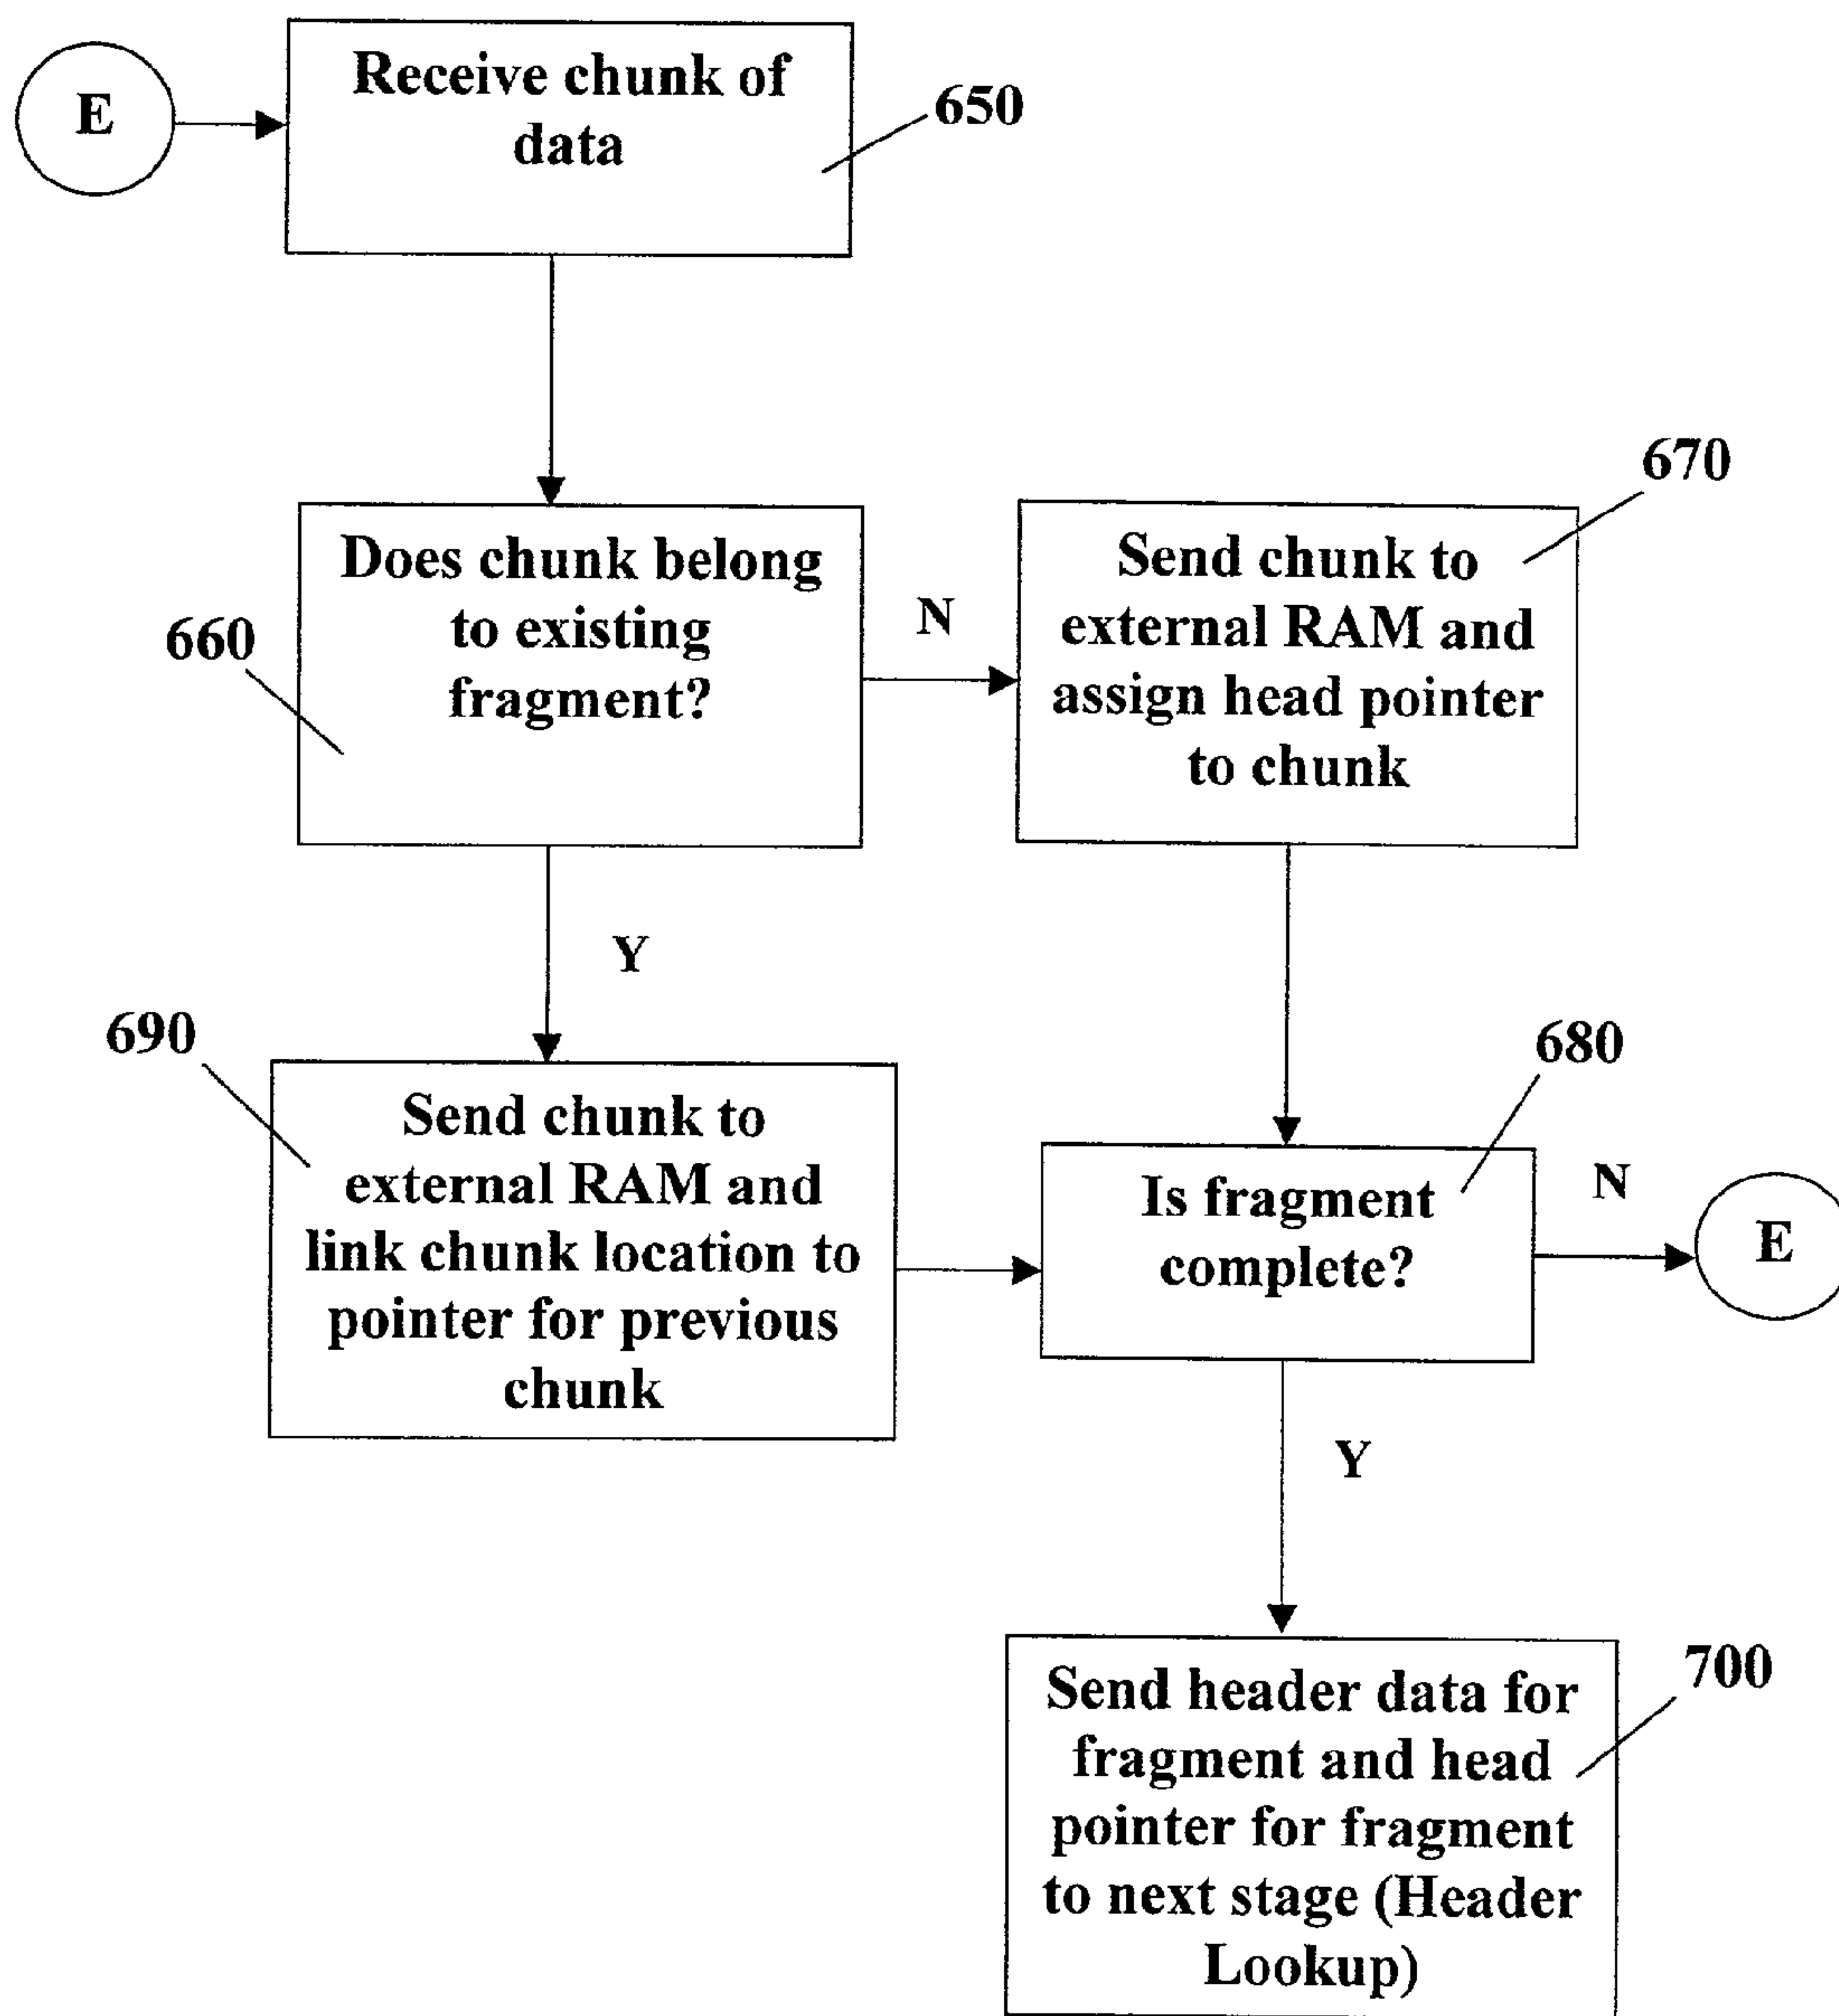 E
Receive chunk of
data
650
Does chunk belong
to existing
fragment?
660
N
670
Send chunk to
external RAM and
assign head pointer
to chunk
Y
690
Send chunk to
external RAM and
link chunk location to
pointer for previous
chunk
680
Is fragment
complete?
N
E
Y
700
Send header data for
fragment and head
pointer for fragment
to next stage (Header
Lookup)